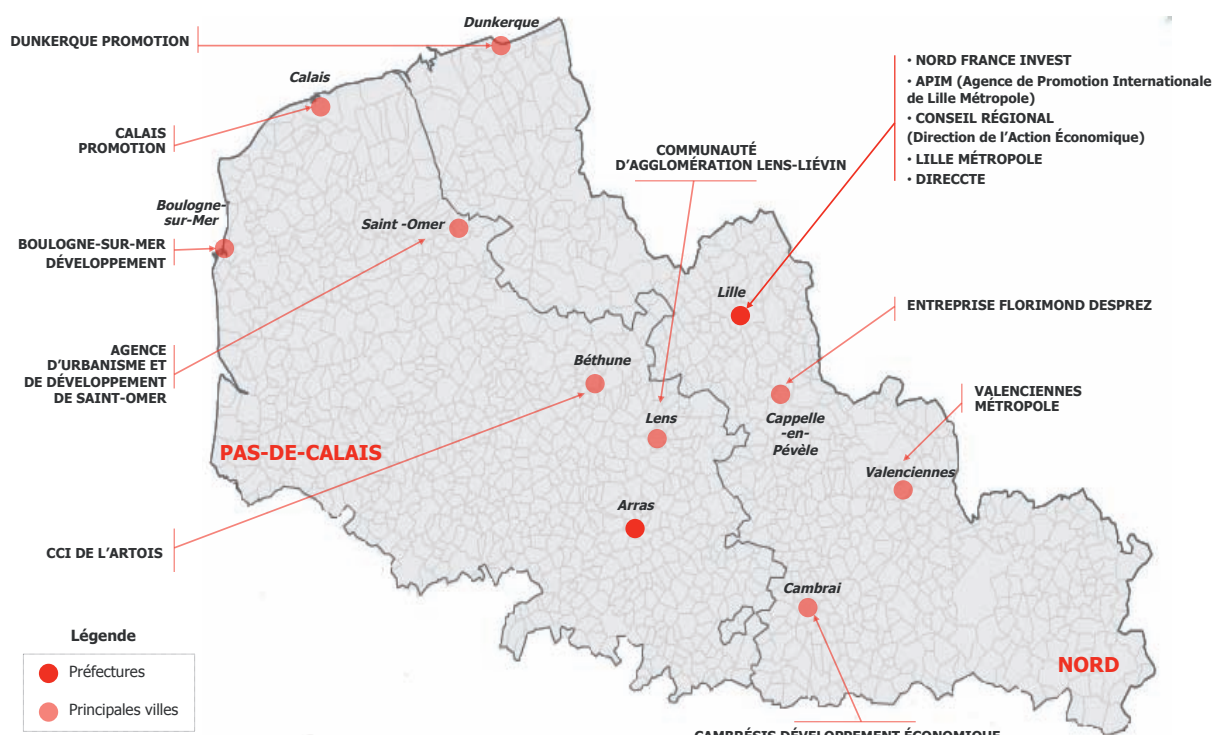 Dunkerque
DUNKERQUE PROMOTION
Calais
CALAIS
PROMOTION
Boulogne-
sur-Mer
BOULOGNE-SUR-MER
DÉVELOPPEMENT
Saint -Omer
AGENCE
D'URBANISME ET
DE DÉVELOPPEMENT
DE SAINT-OMER
COMMUNAUTÉ
D'AGGLOMÉRATION LENS-LIÉVIN
• NORD FRANCE INVEST
• APIM (Agence de Promotion Internationale
de Lille Métropole)
• CONSEIL RÉGIONAL
(Direction de l'Action Économique)
• LILLE MÉTROPOLE
• DIRECCTE
Lille
ENTREPRISE FLORIMOND DESPREZ
Béthune
Lens
Cappelle
-en-
Pévèle
VALENCIENNES
MÉTROPOLE
Valenciennes
PAS-DE-CALAIS
Arras
CCI DE L'ARTOIS
Cambrai
NORD
Légende
Préfectures
Principales villes
CAMBRÉSIS DÉVELOPPEMENT ÉCONOMIQUE